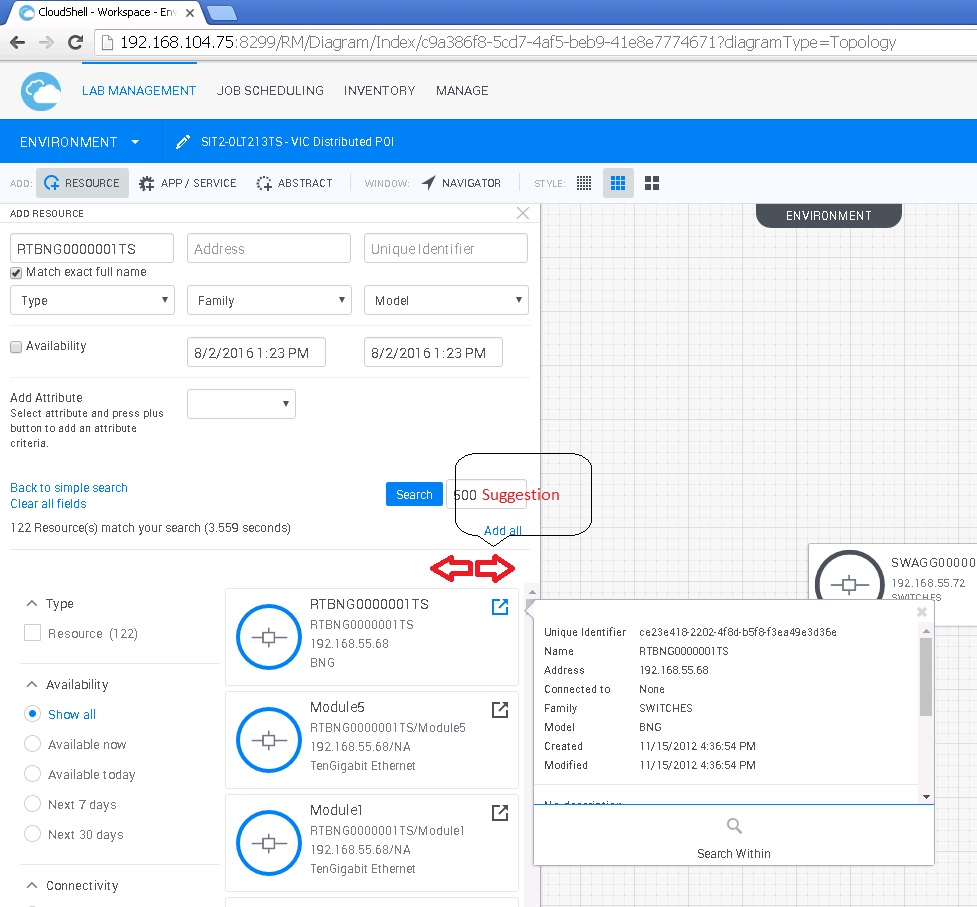 CloudShell - Workspace - Env
192.168.104.75:8299/RM/Diagram/Index/c9a386f8-5cd7-4af5-beb9-41e8e7774671?diagramType=Topology
LAB MANAGEMENT JOB SCHEDULING INVENTORY MANAGE
ENVIRONMENT SIT2-OLT213TS - VIC Distributed POI
ADD: RESOURCE APP / SERVICE ABSTRACT WINDOW: NAVIGATOR STYLE:
ADD RESOURCE
ENVIRONMENT
RTBNG0000001TS Address Unique Identifier
Match exact full name
Type Family Model
Availability 8/2/2016 1:23 PM 8/2/2016 1:23 PM
Add Attribute
Select attribute and press plus
button to add an attribute
criteria.
Back to simple search
Clear all fields
Search 500 Suggestion
122 Resource(s) match your search (3.559 seconds)
Add all
SWAGG00000
192.168.55.72
SWITCHES
Type
Resource (122)
Availability
Show all
Available now
Available today
Next 7 days
Next 30 days
Connectivity
RTBNG0000001TS
RTBNG0000001TS
192.168.55.68
BNG
Module5
RTBNG0000001TS/Module5
192.168.55.68/NA
TenGigabit Ethernet
Module1
RTBNG0000001TS/Module1
192.168.55.68/NA
TenGigabit Ethernet
Unique Identifier ce23e418-2202-4f8d-b5f8-f3ea49e3d36e
Name RTBNG0000001TS
Address 192.168.55.68
Connected to None
Family SWITCHES
Model BNG
Created 11/15/2012 4:36:54 PM
Modified 11/15/2012 4:36:54 PM
No description
Search Within